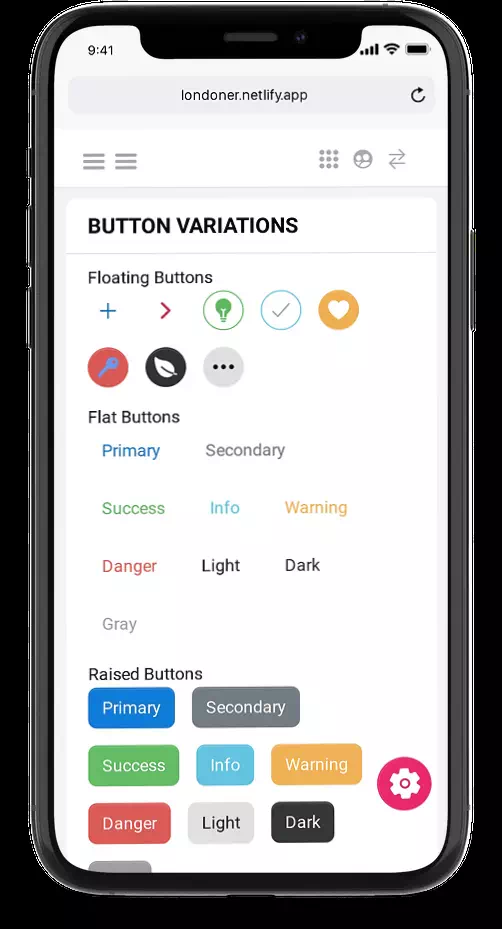 9:41
londoner.netlify.app
BUTTON VARIATIONS
Floating Buttons
Flat Buttons
Primary Secondary
Success Info Warning
Danger Light Dark
Gray
Raised Buttons
Primary Secondary
Success Info Warning
Danger Light Dark